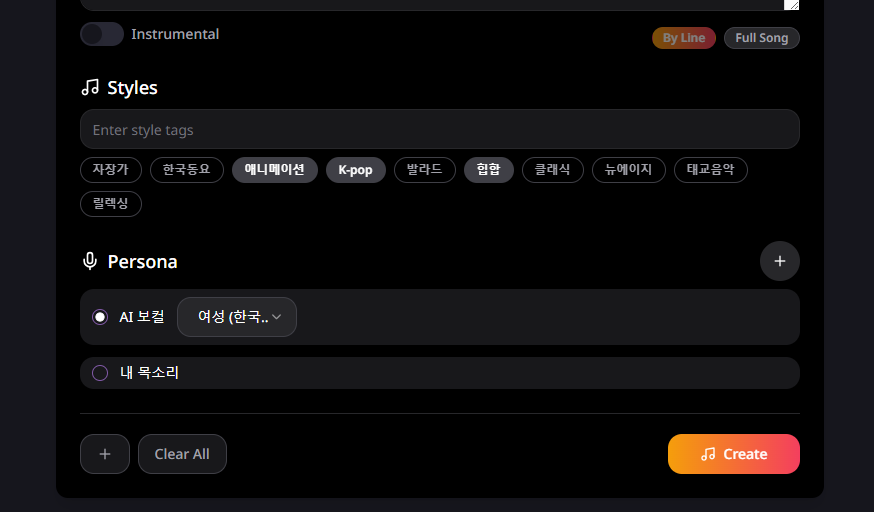 Instrumental
By Line Full Song
Styles
Enter style tags
자장가 한국동요 애니메이션 K-pop 발라드 힙합 클래식 뉴에이지 태교음악
릴렉싱
Persona
AI 보컬 여성 (한국..
내 목소리
Clear All
Create